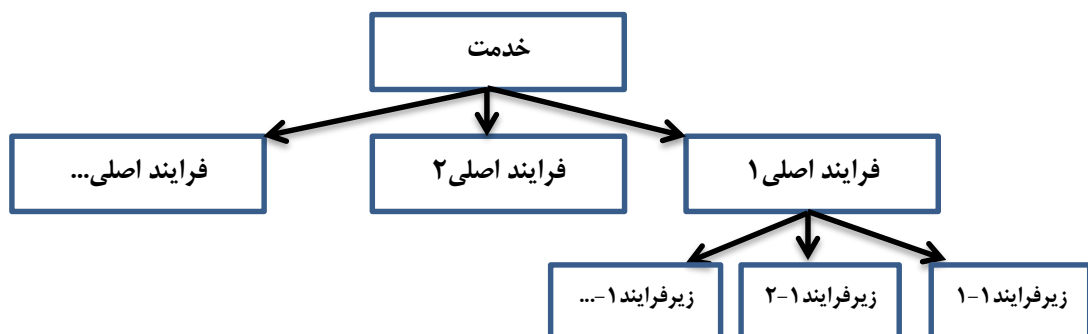 خدمت
فرایند اصلی۱
فرایند اصلی۲
فرایند اصلی...
زیرفرایند۱-۱
زیرفرایند۱-۲
زیرفرایند۱-...